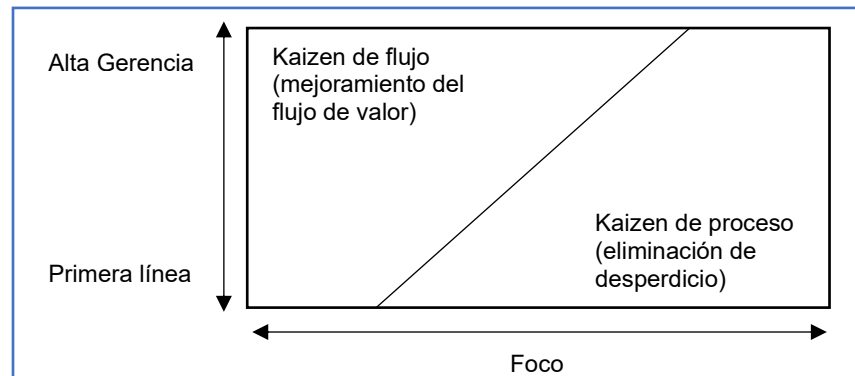 Alta Gerencia
Kaizen de flujo
(mejoramiento del
flujo de valor)
Kaizen de proceso
(eliminación de
desperdicio)
Primera línea
Foco